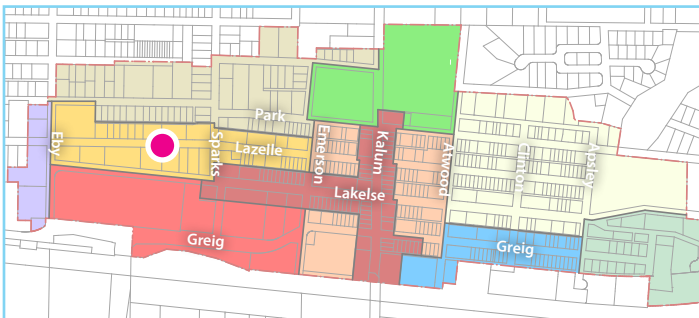 Park
Eby
Sparks
Lazelle
Emerson
Kalum
Atwood
Clinton
Apsley
Lakelse
Greig
Greig